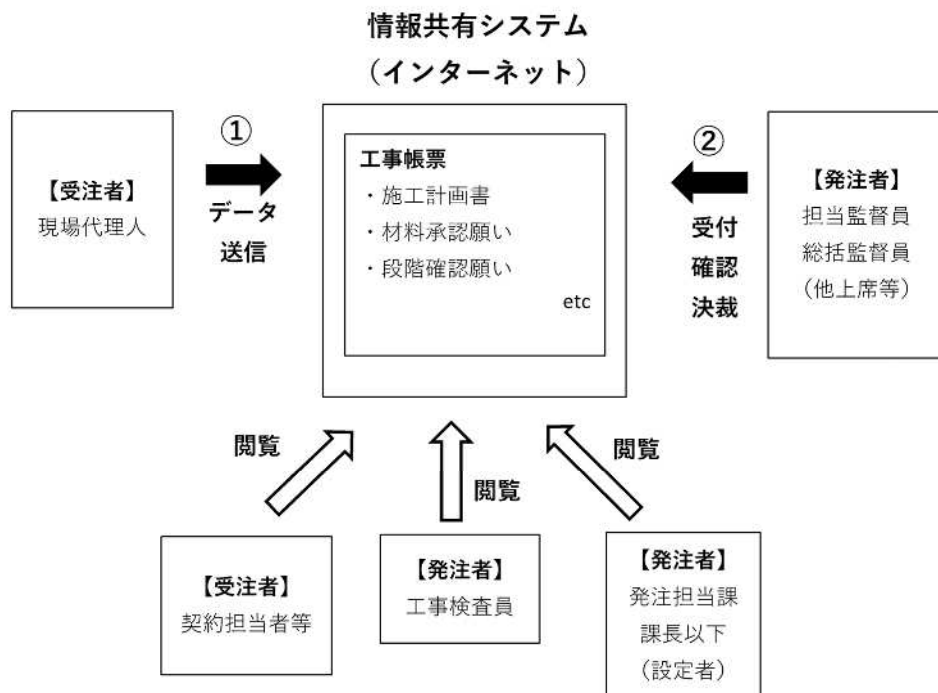 情報共有システム
（インターネット）
【受注者】
現場代理人
①
データ
送信
工事帳票
・施工計画書
・材料承認願い
・段階確認願い
etc
②
受付
確認
決裁
【発注者】
担当監督員
総括監督員
（他上席等）
閲覧
閲覧
閲覧
【受注者】
契約担当者等
【発注者】
工事検査員
【発注者】
発注担当課
課長以下
（設定者）